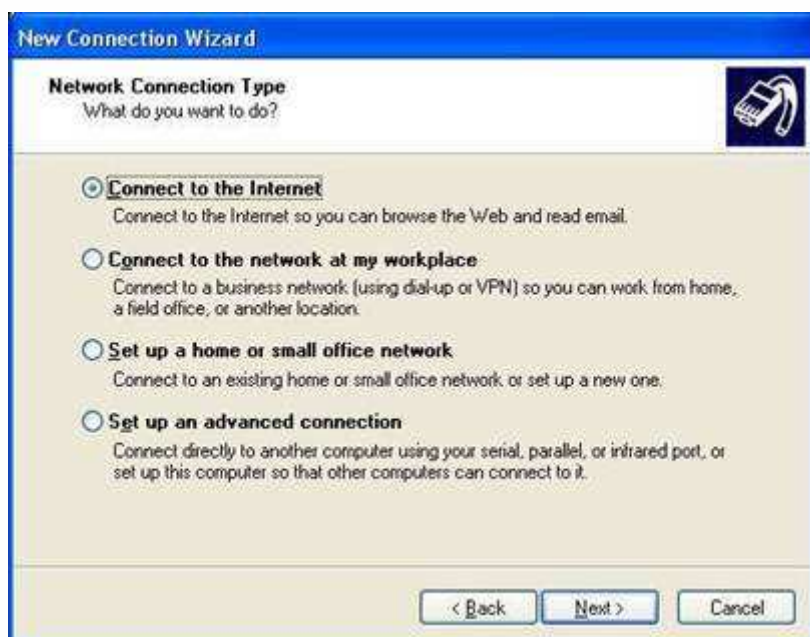 New Connection Wizard
Network Connection Type
What do you want to do?
Connect to the Internet
Connect to the Internet so you can browse the Web and read email.
Connect to the network at my workplace
Connect to a business network (using dial-up or VPN) so you can work from home,
a field office, or another location.
Set up a home or small office network
Connect to an existing home or small office network or set up a new one.
Set up an advanced connection
Connect directly to another computer using your serial, parallel, or infrared port, or
set up this computer so that other computers can connect to it.
< Back
Next >
Cancel